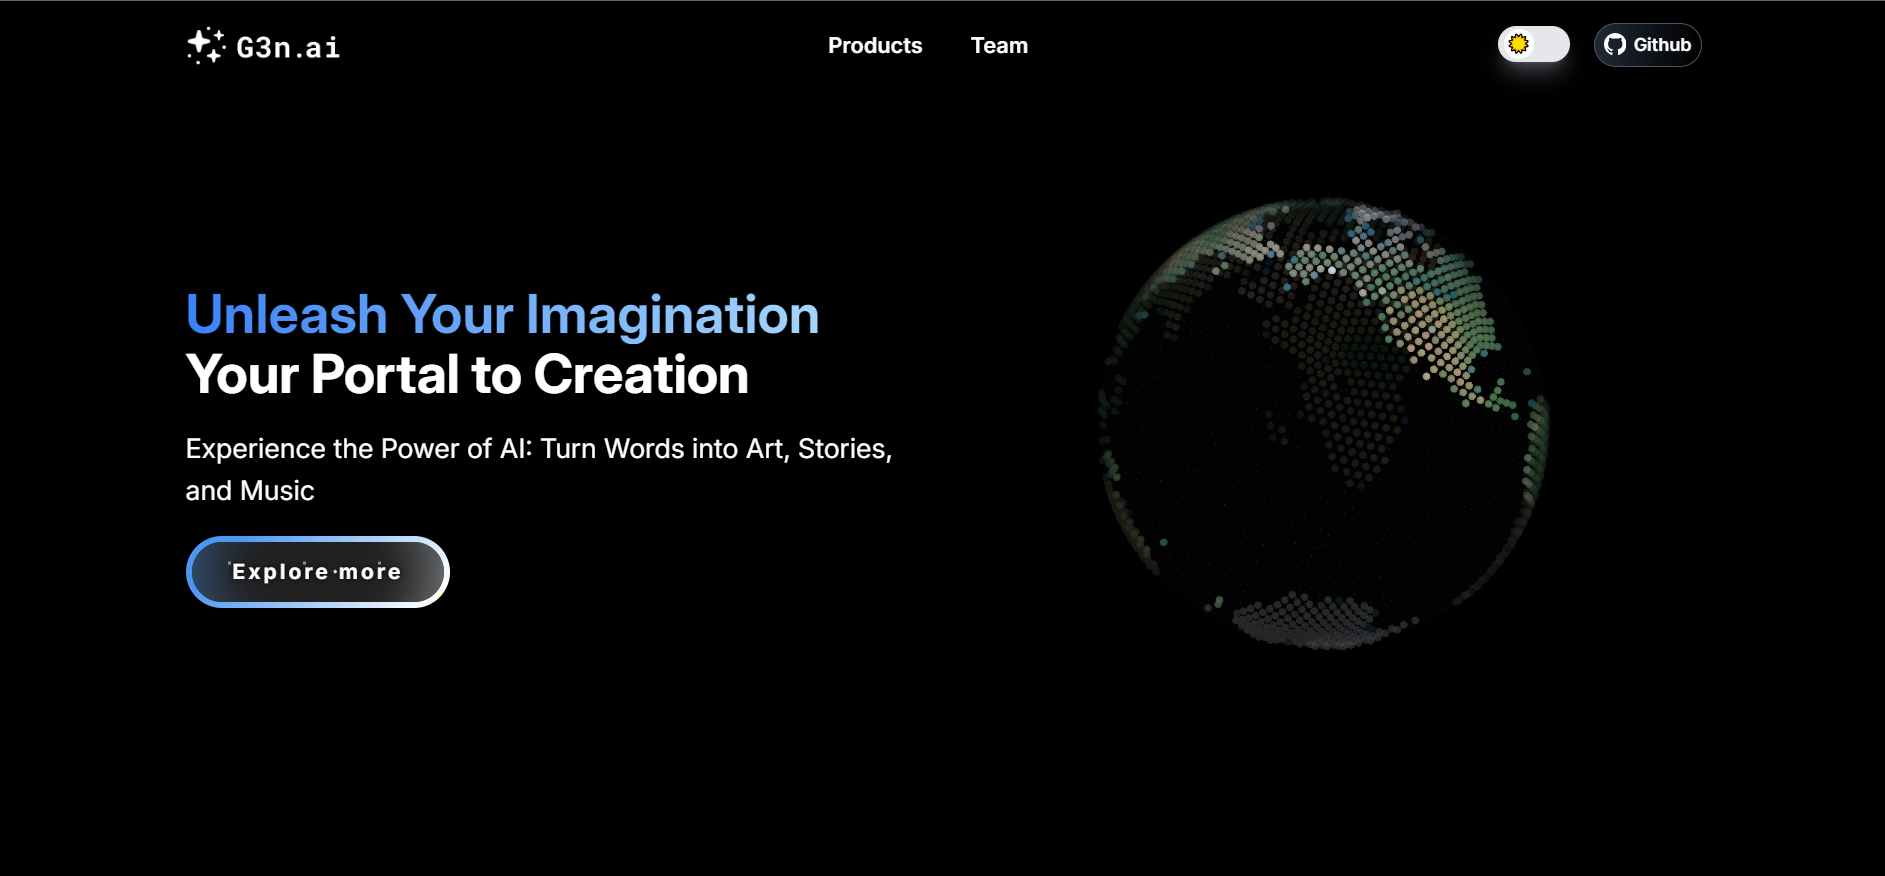 G3n.ai
Products
Team
Github
Unleash Your Imagination
Your Portal to Creation
Experience the Power of AI: Turn Words into Art, Stories,
and Music
Explore more